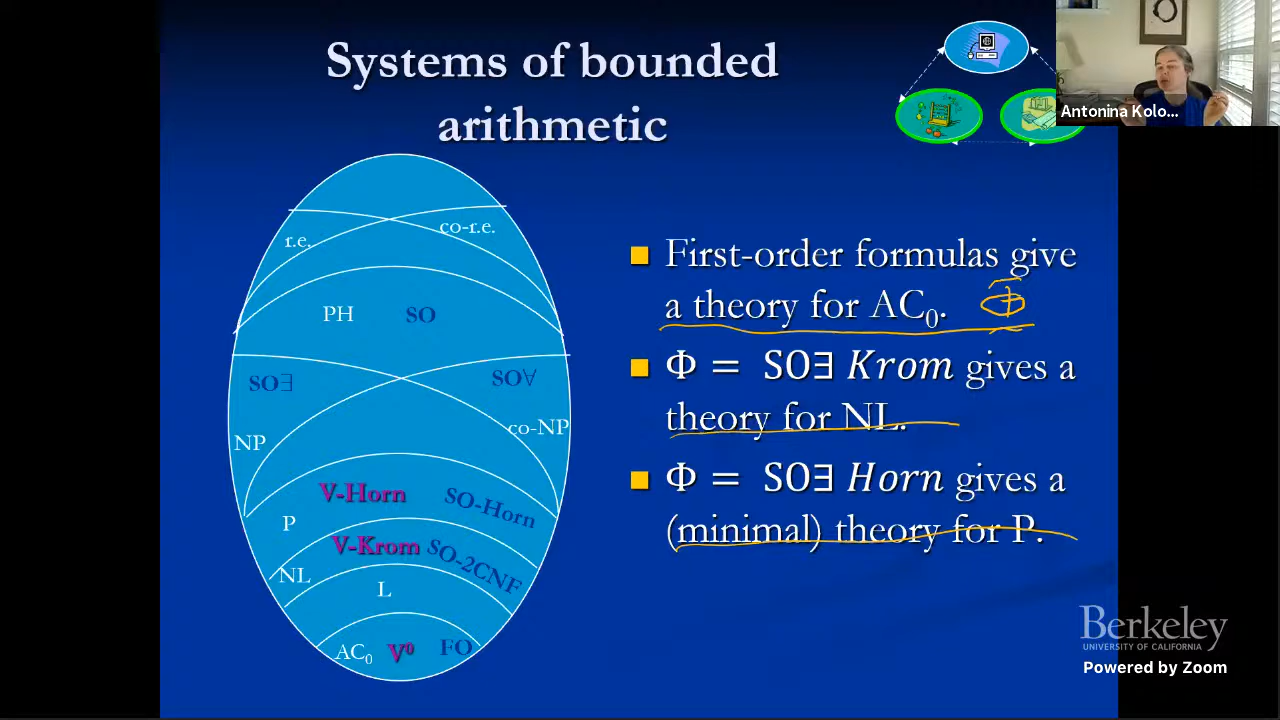 Systems of bounded
arithmetic
Antonina Kolo...
r.e.
co-r.e.
PH
SO
SO∃
SO∀
NP
co-NP
V-Horn
SO-Horn
P
V-Krom
SO-2CNF
NL
L
AC₀
V⁰
FO
First-order formulas give
a theory for AC₀. Φ
Φ = SO∃ Krom gives a
theory for NL.
Φ = SO∃ Horn gives a
(minimal) theory for P.
Berkeley
UNIVERSITY OF CALIFORNIA
Powered by Zoom